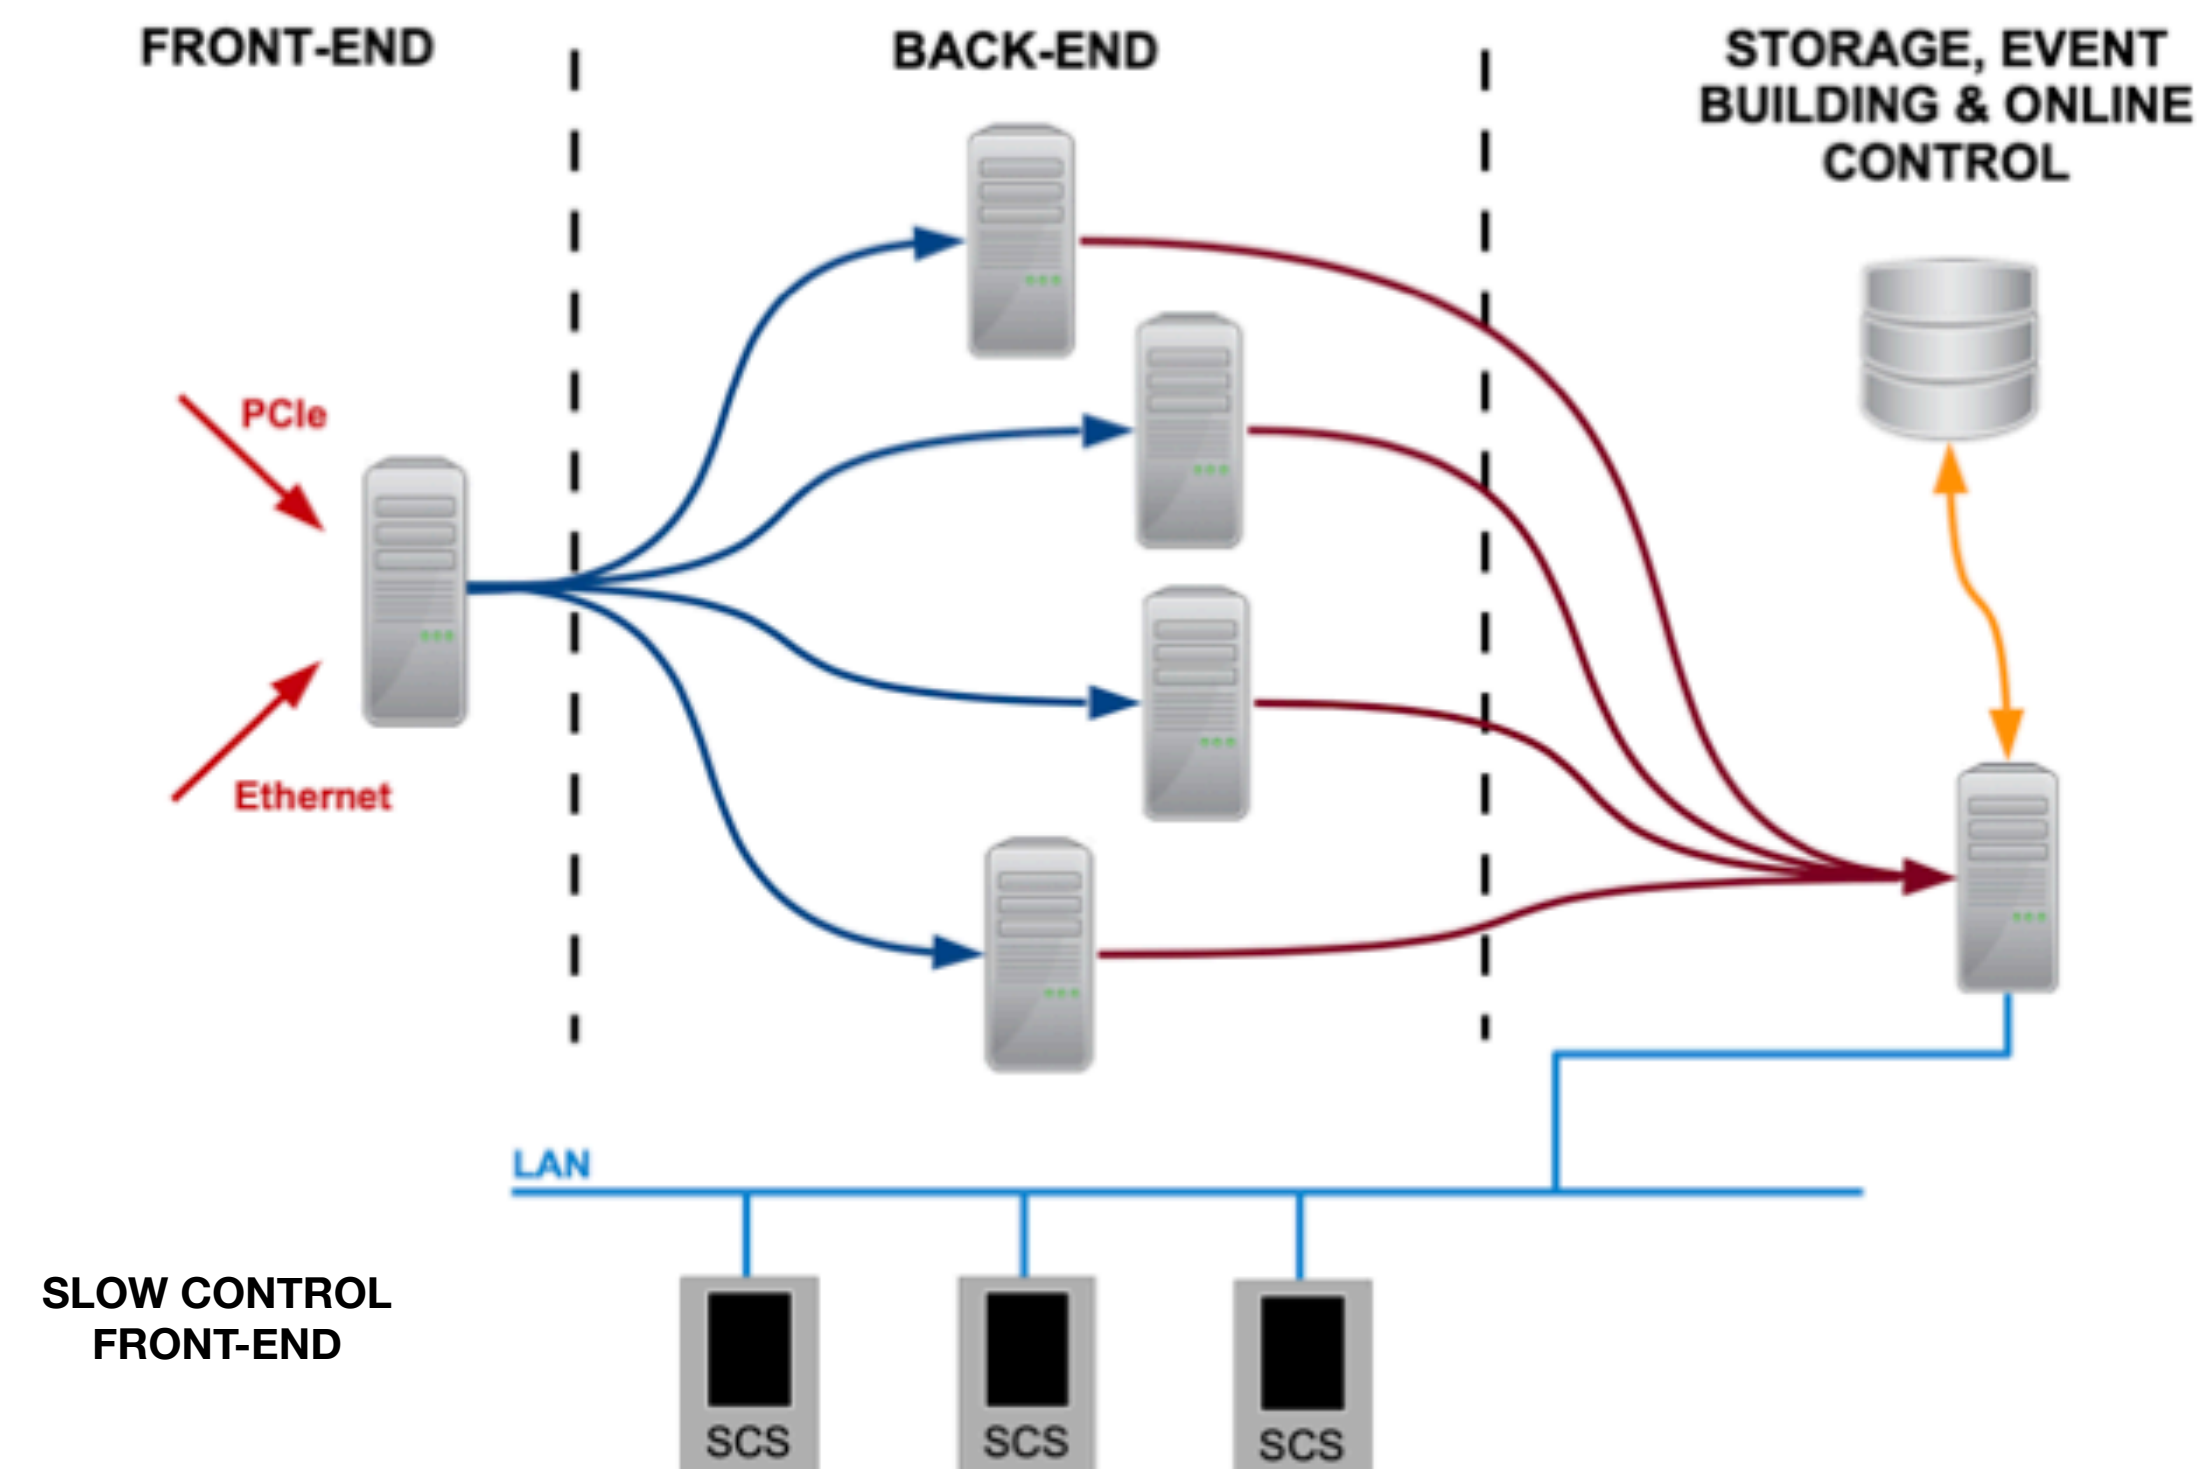 FRONT-END
BACK-END
STORAGE, EVENT
BUILDING & ONLINE
CONTROL
PCIe
Ethernet
LAN
SLOW CONTROL
FRONT-END
SCS
SCS
SCS